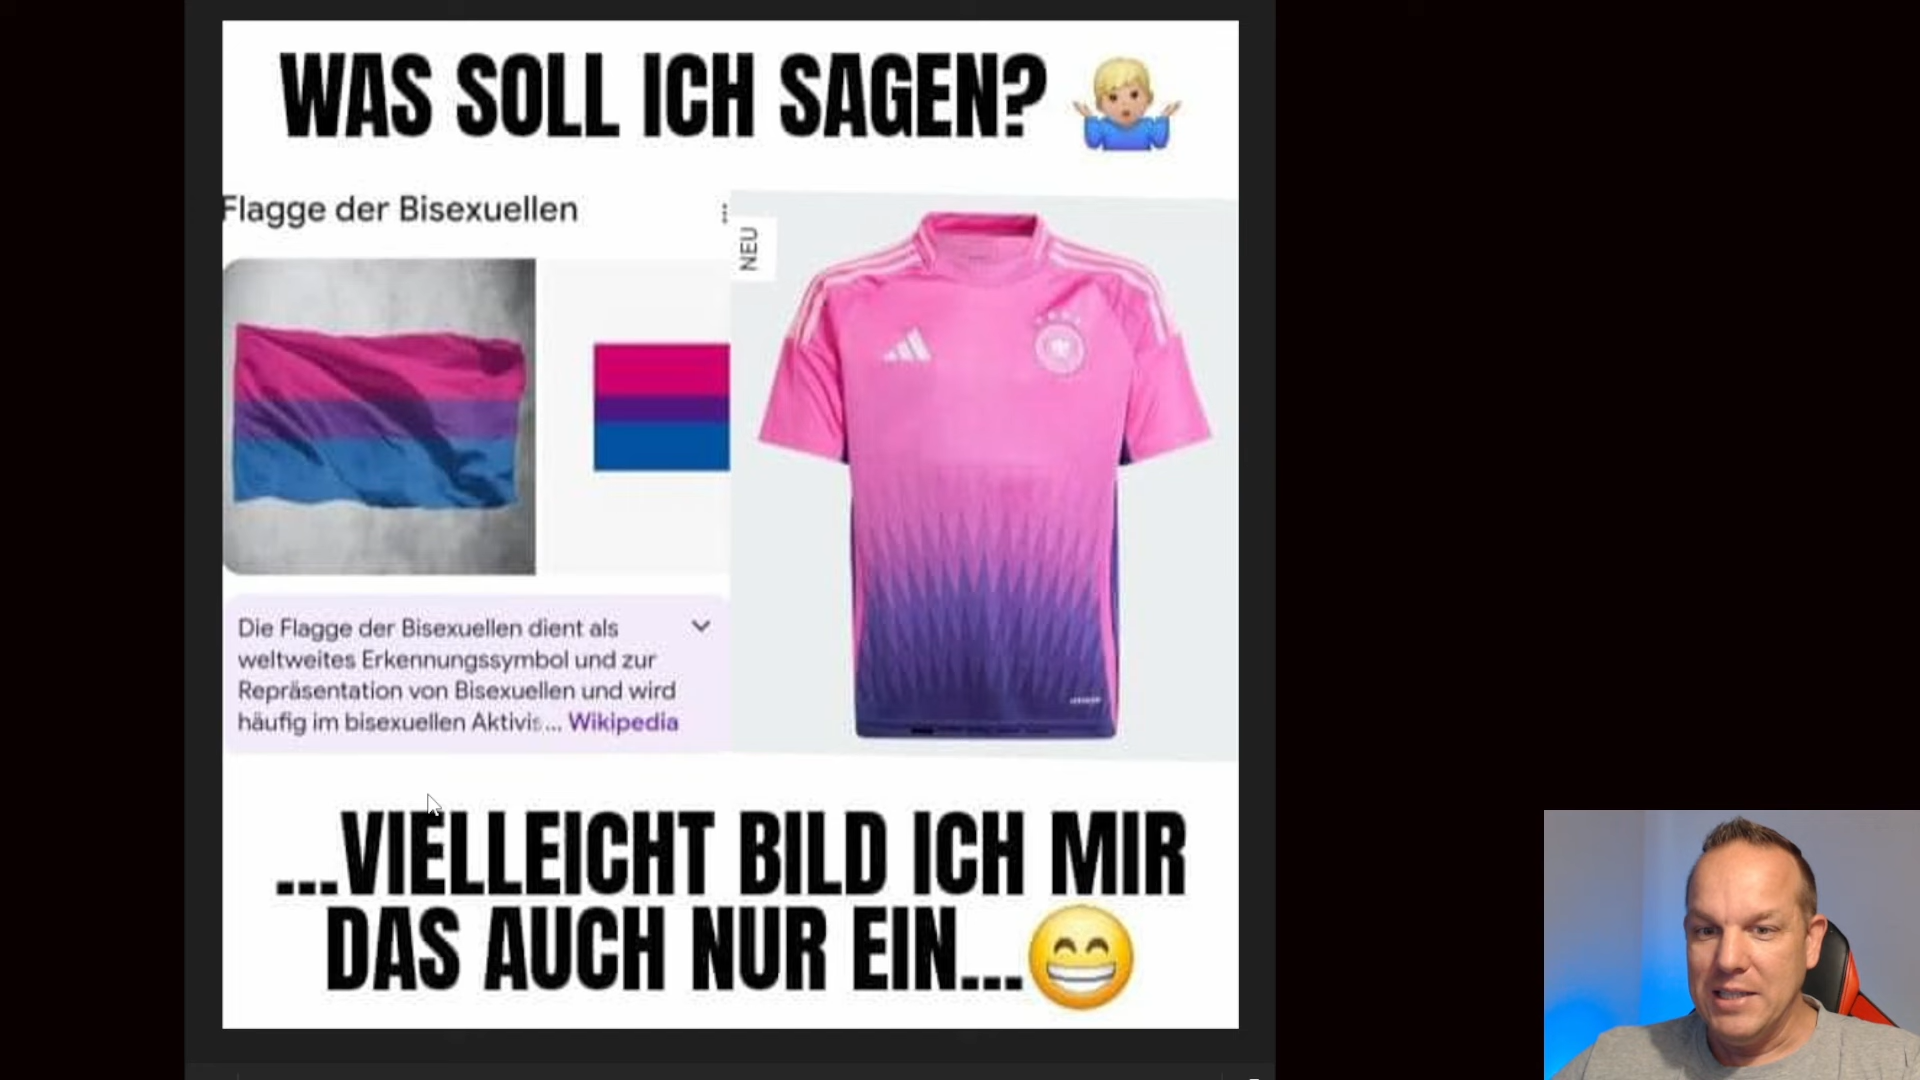 WAS SOLL ICH SAGEN?
Flagge der Bisexuellen
NEU
Die Flagge der Bisexuellen dient als
weltweites Erkennungssymbol und zur
Repräsentation von Bisexuellen und wird
häufig im bisexuellen Aktivis... Wikipedia
...VIELLEICHT BILD ICH MIR
DAS AUCH NUR EIN...